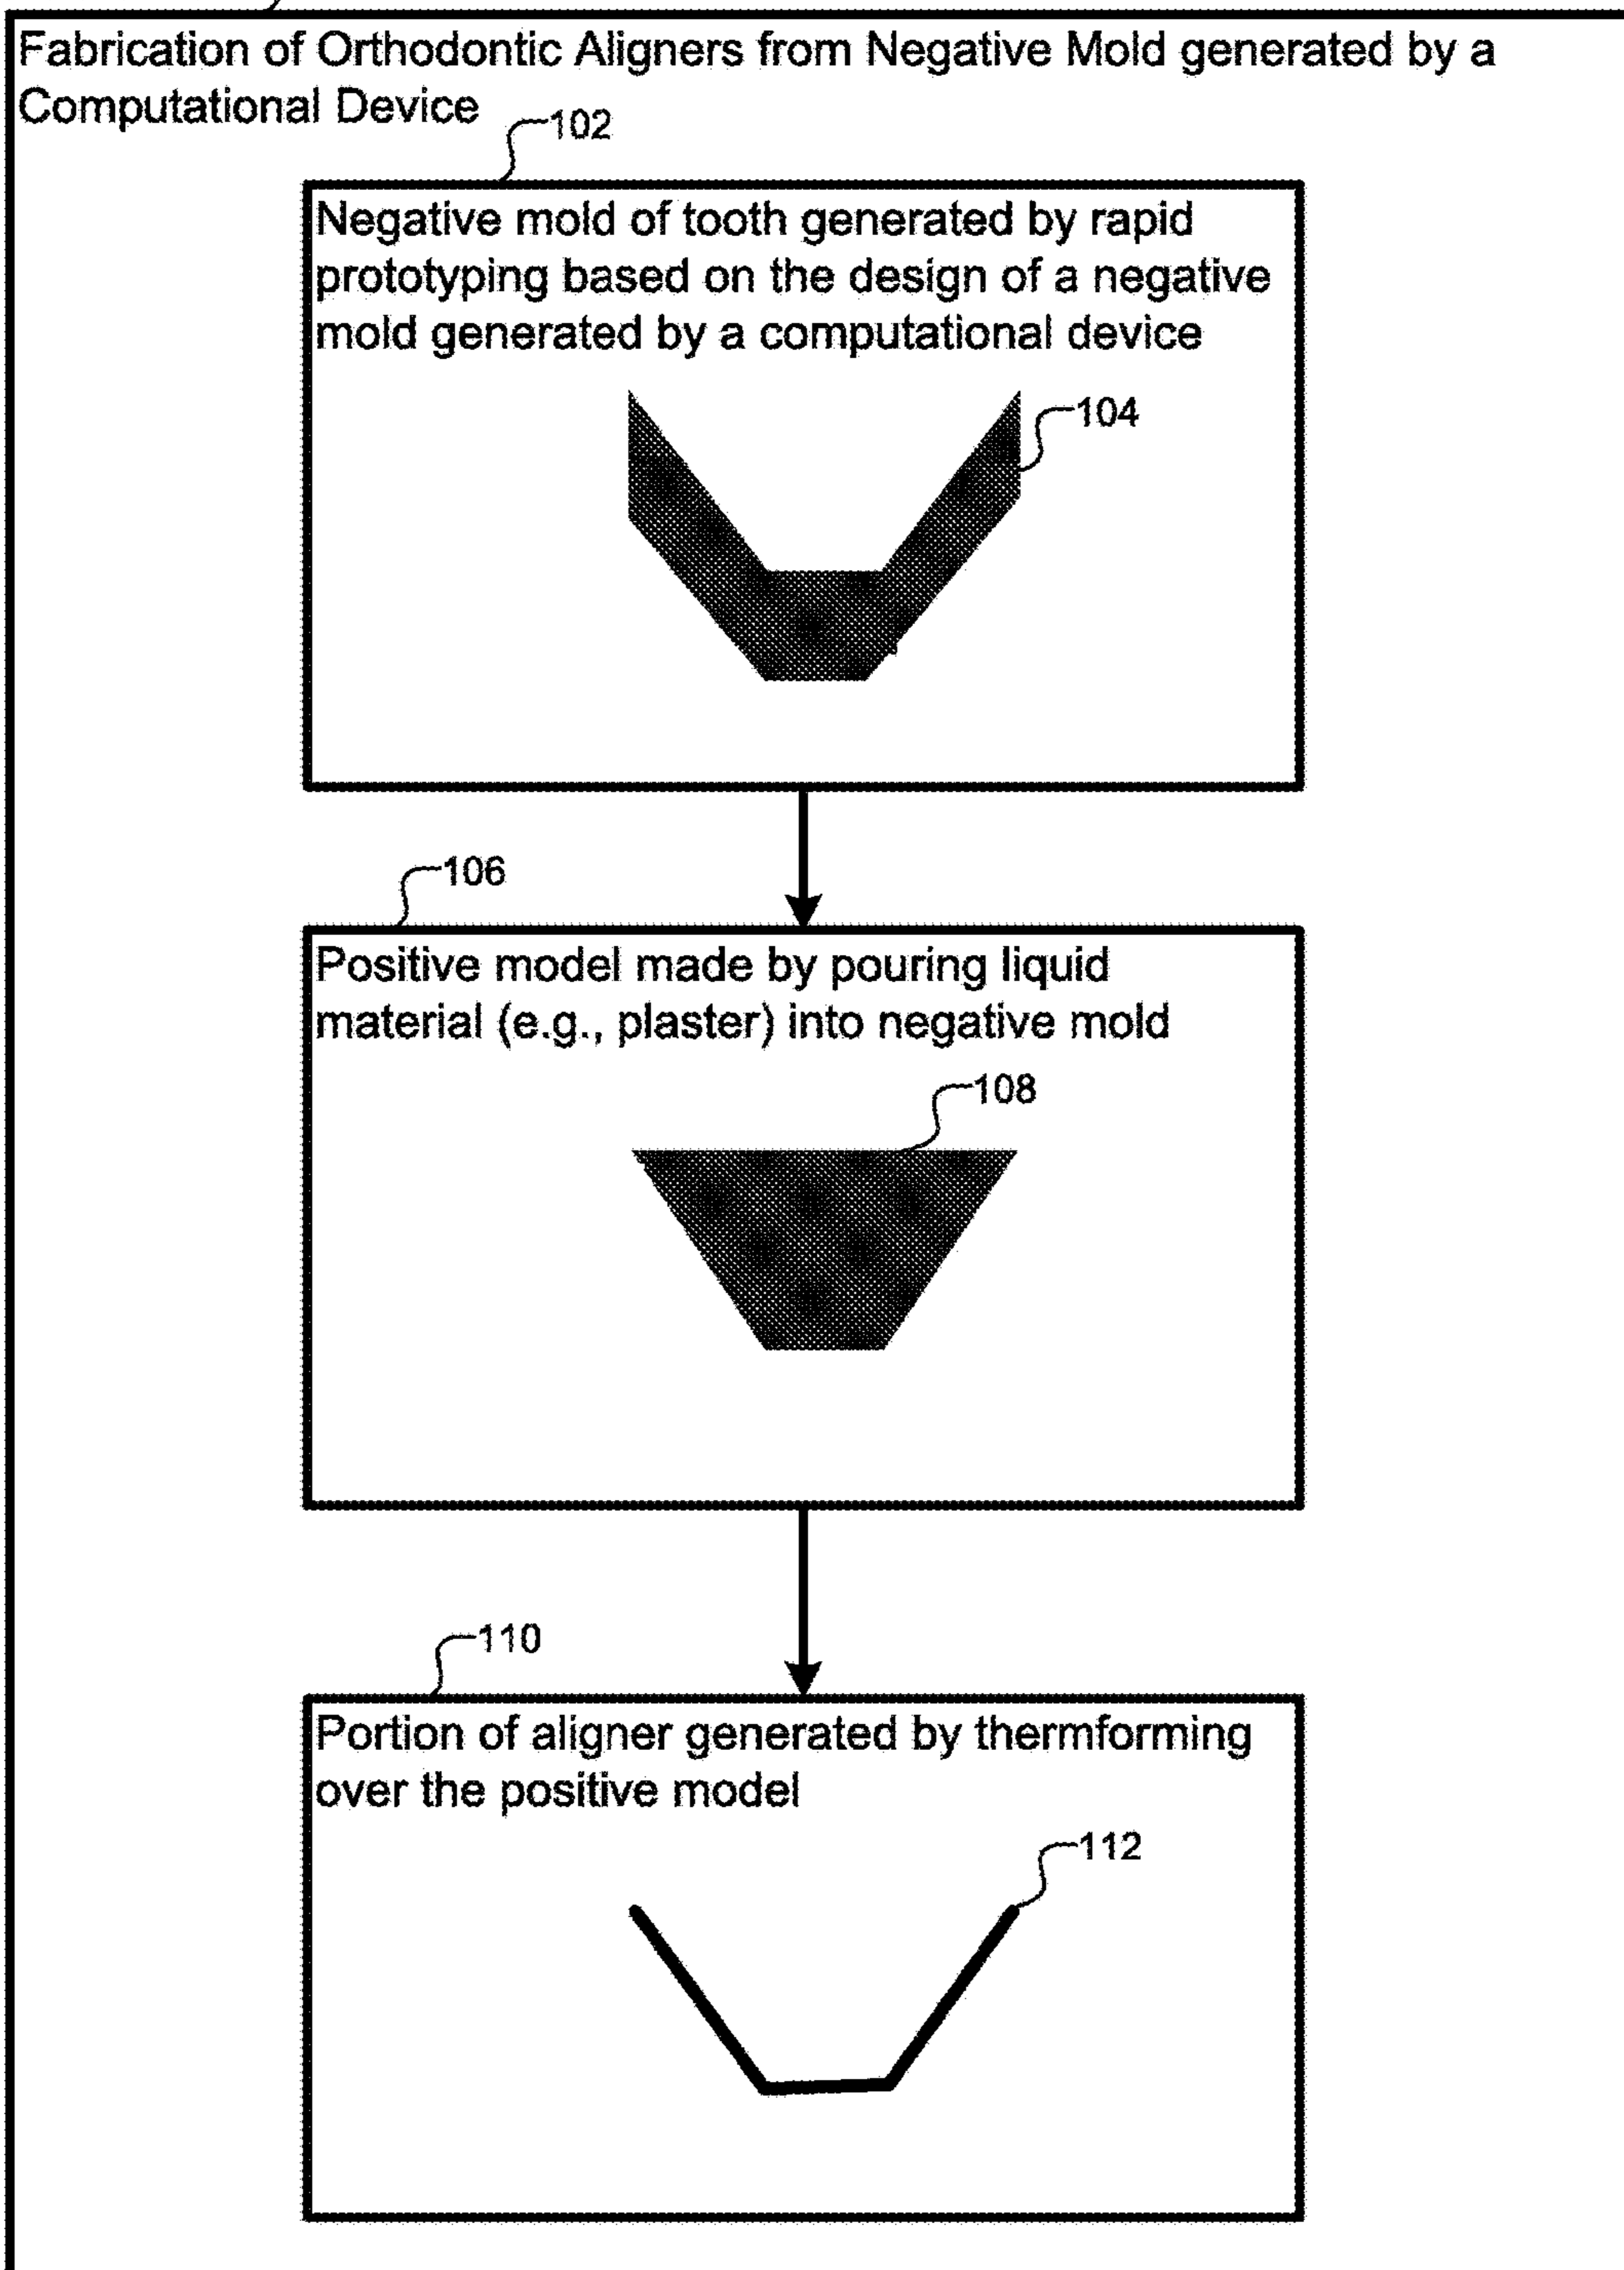 Fabrication of Orthodontic Aligners from Negative Mold generated by a
Computational Device
102
Negative mold of tooth generated by rapid
prototyping based on the design of a negative
mold generated by a computational device
104
106
Positive model made by pouring liquid
material (e.g., plaster) into negative mold
108
110
Portion of aligner generated by thermforming
over the positive model
112